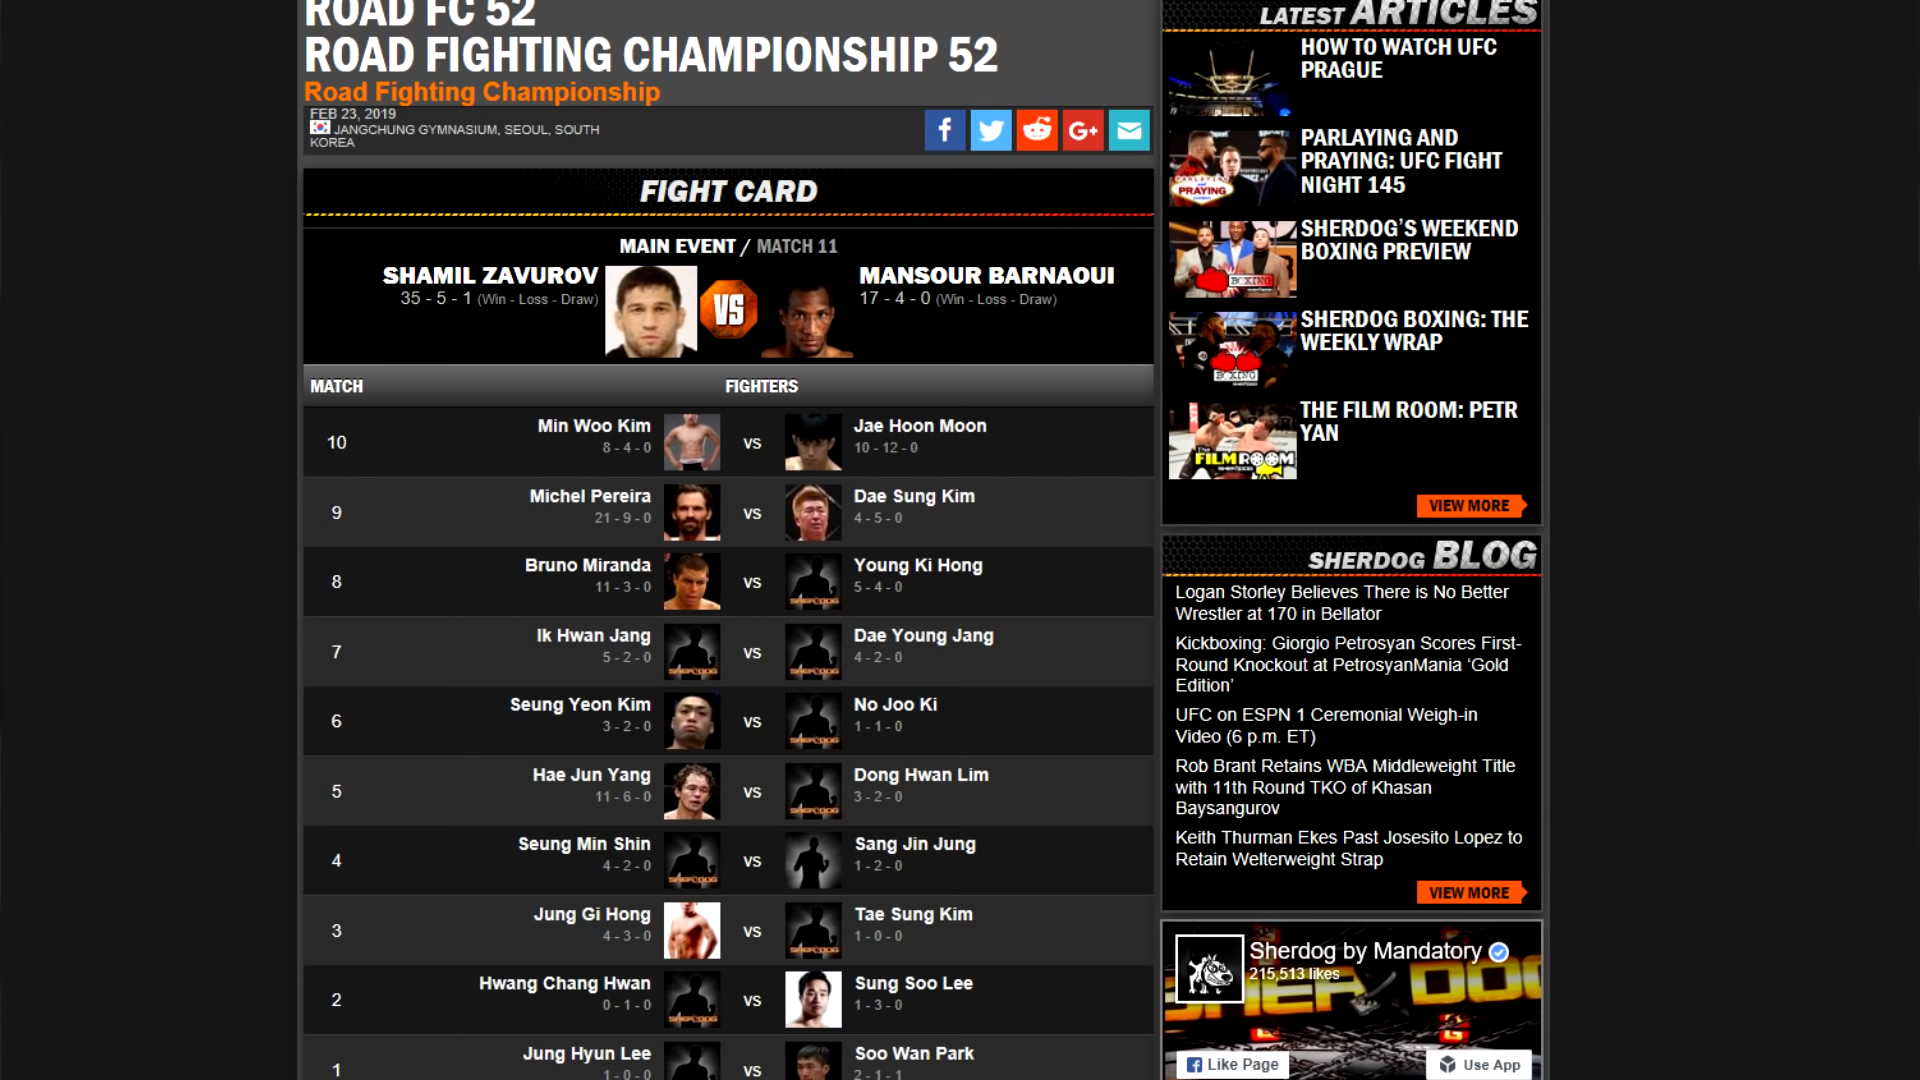 ROAD FC 52
ROAD FIGHTING CHAMPIONSHIP 52
Road Fighting Championship
FEB 23, 2019
JANGCHUNG GYMNASIUM, SEOUL, SOUTH
KOREA
FIGHT CARD
MAIN EVENT / MATCH 11
SHAMIL ZAVUROV
35 - 5 - 1 (Win - Loss - Draw)
VS
MANSOUR BARNAOUI
17 - 4 - 0 (Win - Loss - Draw)
MATCH FIGHTERS
10 Min Woo Kim vs Jae Hoon Moon
8 - 4 - 0 10 - 12 - 0
9 Michel Pereira vs Dae Sung Kim
21 - 9 - 0 4 - 5 - 0
8 Bruno Miranda vs Young Ki Hong
11 - 3 - 0 5 - 4 - 0
7 Ik Hwan Jang vs Dae Young Jang
5 - 2 - 0 4 - 2 - 0
6 Seung Yeon Kim vs No Joo Ki
3 - 2 - 0 1 - 1 - 0
5 Hae Jun Yang vs Dong Hwan Lim
11 - 6 - 0 3 - 2 - 0
4 Seung Min Shin vs Sang Jin Jung
4 - 2 - 0 1 - 2 - 0
3 Jung Gi Hong vs Tae Sung Kim
4 - 3 - 0 1 - 0 - 0
2 Hwang Chang Hwan vs Sung Soo Lee
0 - 1 - 0 1 - 3 - 0
1 Jung Hyun Lee vs Soo Wan Park
1 - 0 - 0 2 - 1 - 1
LATEST ARTICLES
HOW TO WATCH UFC
PRAGUE
PRAYING
PARLAYING AND
PRAYING: UFC FIGHT
NIGHT 145
BOXING
SHERDOG'S WEEKEND
BOXING PREVIEW
BOXING
SHERDOG BOXING: THE
WEEKLY WRAP
The
FILM ROOM
THE FILM ROOM: PETR
YAN
VIEW MORE
SHERDOG BLOG
Logan Storley Believes There is No Better
Wrestler at 170 in Bellator
Kickboxing: Giorgio Petrosyan Scores First-
Round Knockout at PetrosyanMania ‘Gold
Edition’
UFC on ESPN 1 Ceremonial Weigh-in
Video (6 p.m. ET)
Rob Brant Retains WBA Middleweight Title
with 11th Round TKO of Khasan
Baysangurov
Keith Thurman Ekes Past Josesito Lopez to
Retain Welterweight Strap
VIEW MORE
Sherdog by Mandatory
215,513 likes
Like Page
Use App